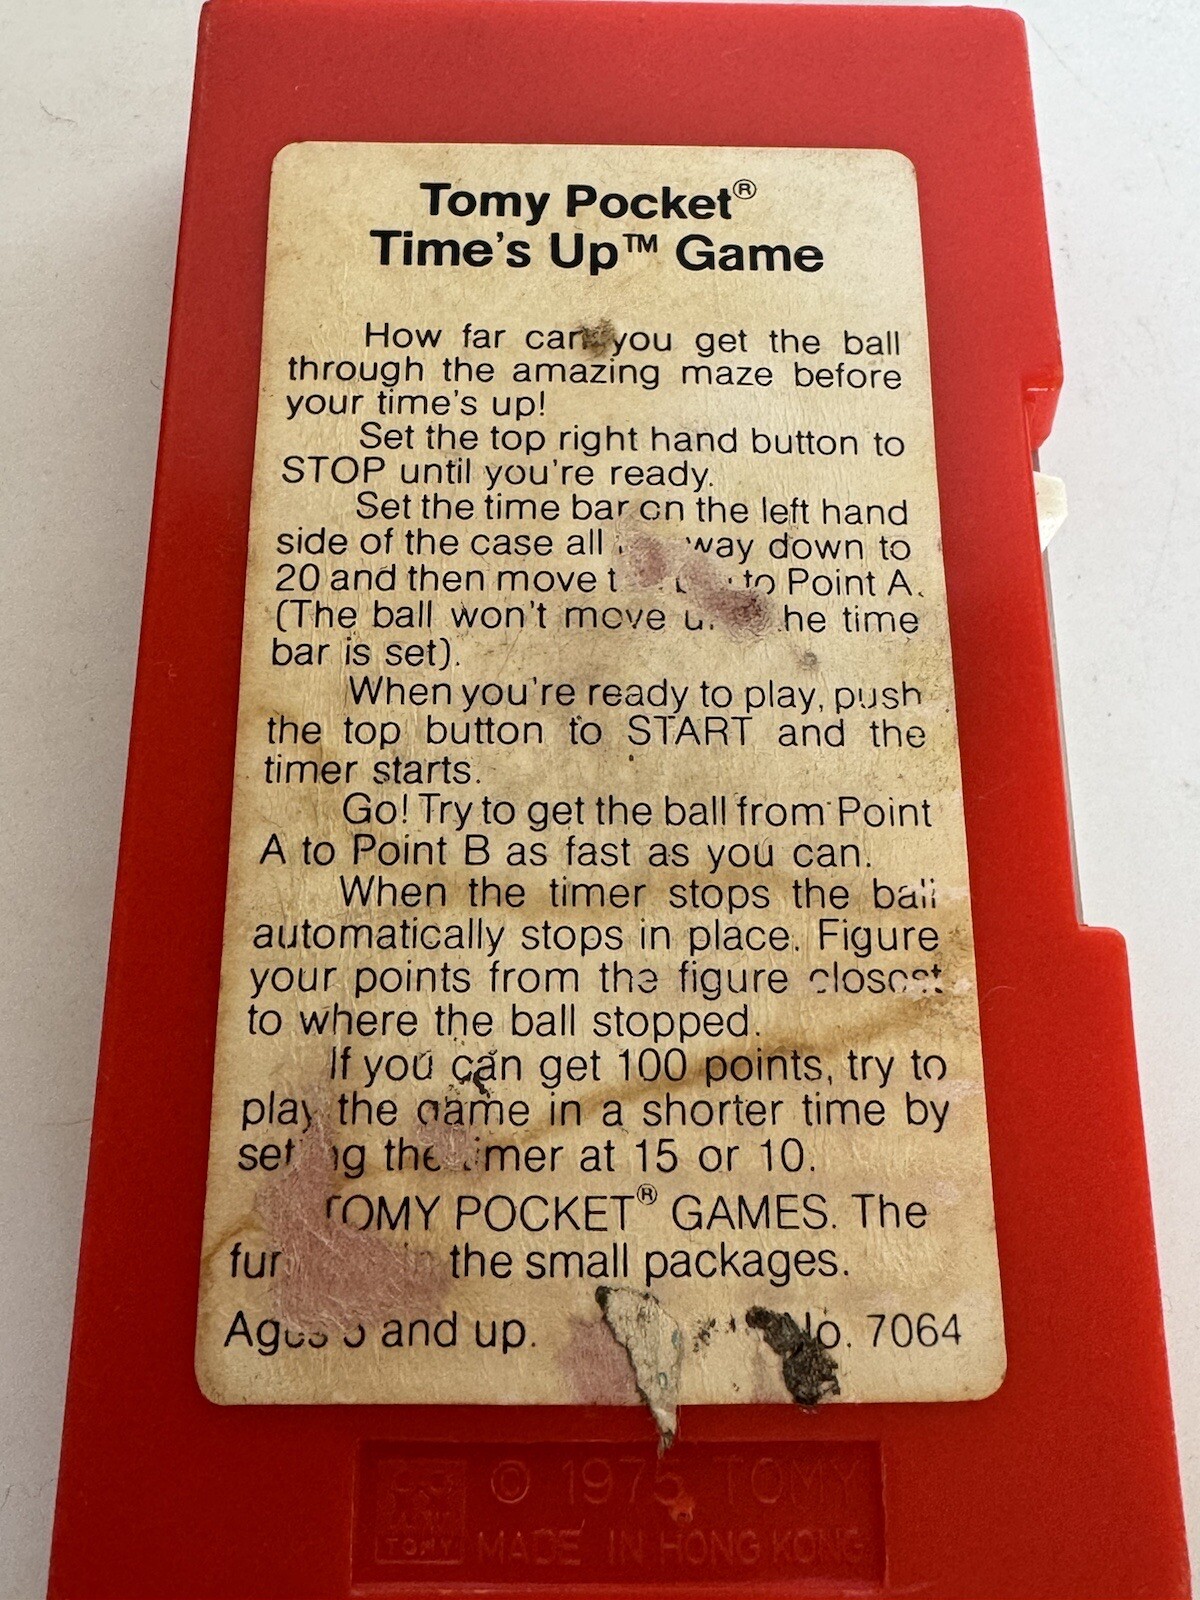 Tomy Pocket®
Time's Up™ Game
How far can you get the ball
through the amazing maze before
your time's up!
Set the top right hand button to
STOP until you're ready.
Set the time bar on the left hand
side of the case all way down to
20 and then move to Point A.
(The ball won't move the time
bar is set).
When you're ready to play, push
the top button to START and the
timer starts.
Go! Try to get the ball from Point
A to Point B as fast as you can.
When the timer stops the ball
automatically stops in place. Figure
your points from the figure closest
to where the ball stopped.
If you can get 100 points, try to
play the game in a shorter time by
setting the timer at 15 or 10.
TOMY POCKET® GAMES. The
in the small packages.
Ages and up. No. 7064
© 1975 TOMY
TOMY MADE IN HONG KONG